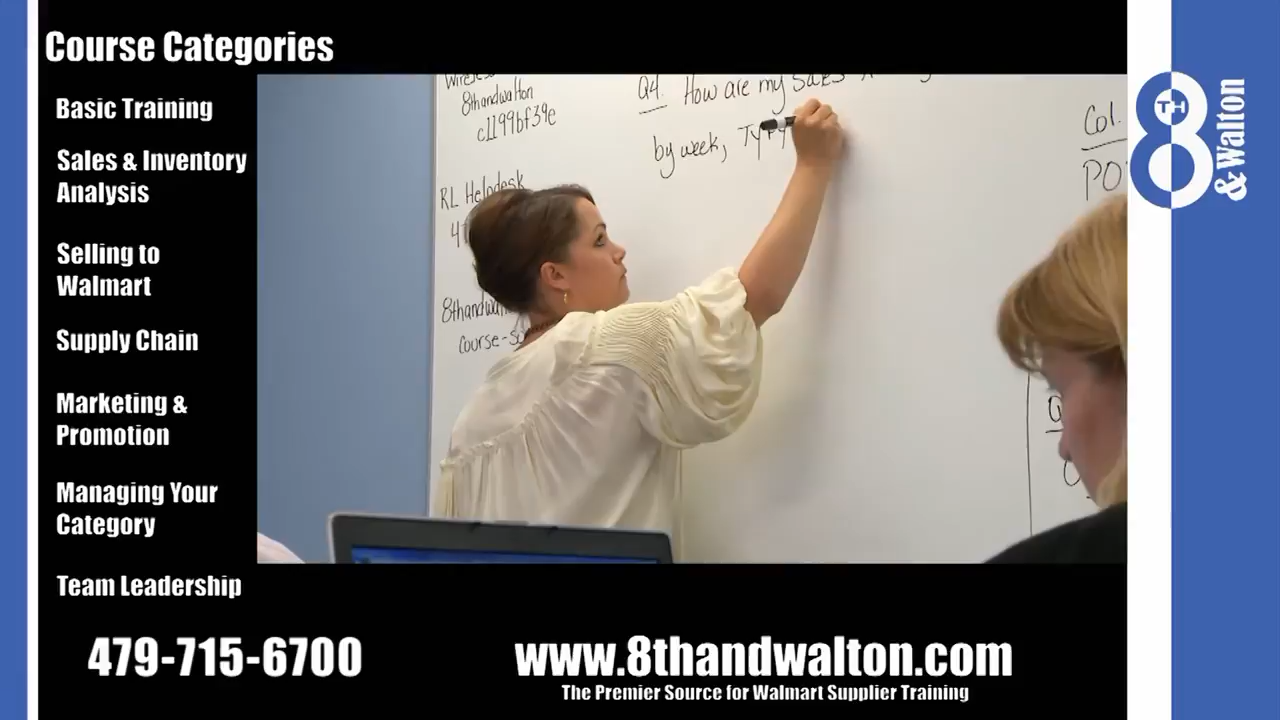 Course Categories
Basic Training
Sales & Inventory
Analysis
Selling to
Walmart
Supply Chain
Marketing &
Promotion
Managing Your
Category
Team Leadership
8thandwalton
c1199bf39e
RL Helpdesk
course-
Q4. How are my Sales
by week,
Col.
PO
8TH
& Walton
479-715-6700
www.8thandwalton.com
The Premier Source for Walmart Supplier Training